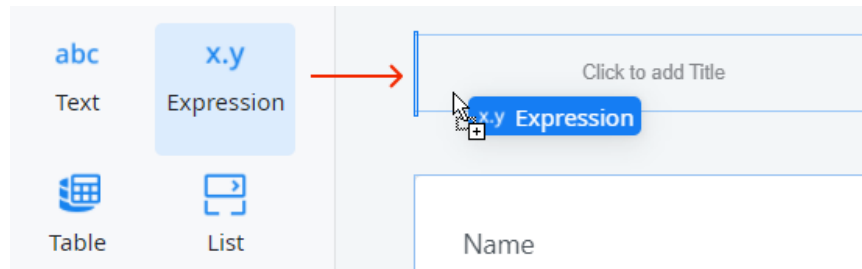 abc
x.y
Text
Expression
Click to add Title
x.y Expression
Table
List
Name